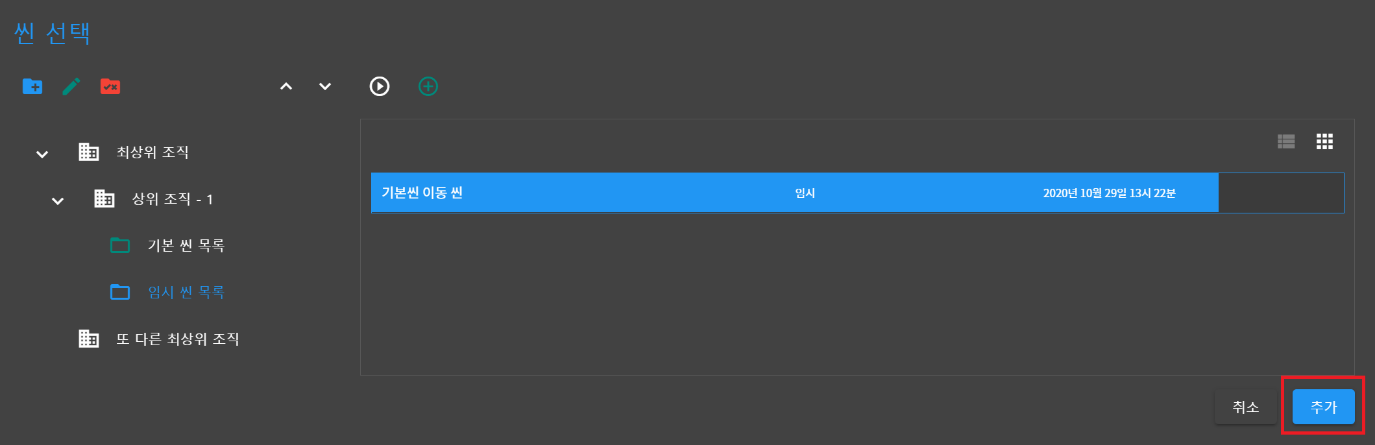 씬 선택
최상위 조직
상위 조직 - 1
기본 씬 목록
임시 씬 목록
또 다른 최상위 조직
기본씬 이동 씬 임시 2020년 10월 29일 13시 22분
취소 추가